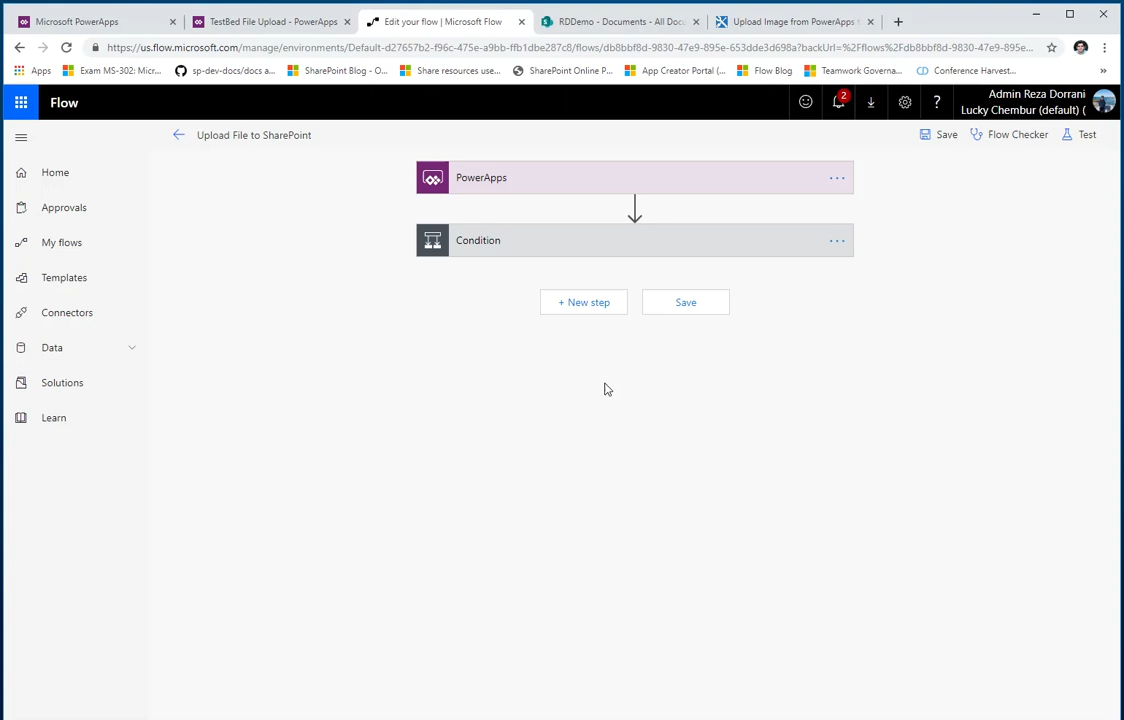 Microsoft PowerApps
TestBed File Upload - PowerApps
Edit your flow | Microsoft Flow
RDDemo - Documents - All Doc
Upload Image from PowerApps t
https://us.flow.microsoft.com/manage/environments/Default-d27657b2-f96c-475e-a9bb-ffb1dbe287c8/flows/db8bbf8d-9830-47e9-895e-653dde3d698a?backUrl=%2Fflows%2Fdb8bbf8d-9830-47e9-895e...
Apps
Exam MS-302: Micr...
sp-dev-docs/docs a...
SharePoint Blog - O...
Share resources use...
SharePoint Online P...
App Creator Portal (...
Flow Blog
Teamwork Governa...
Conference Harvest...
»
Flow
2
?
Admin Reza Dorrani
Lucky Chembur (default) (
Upload File to SharePoint
Save
Flow Checker
Test
Home
Approvals
My flows
Templates
Connectors
Data
Solutions
Learn
PowerApps
...
Condition
...
+ New step
Save